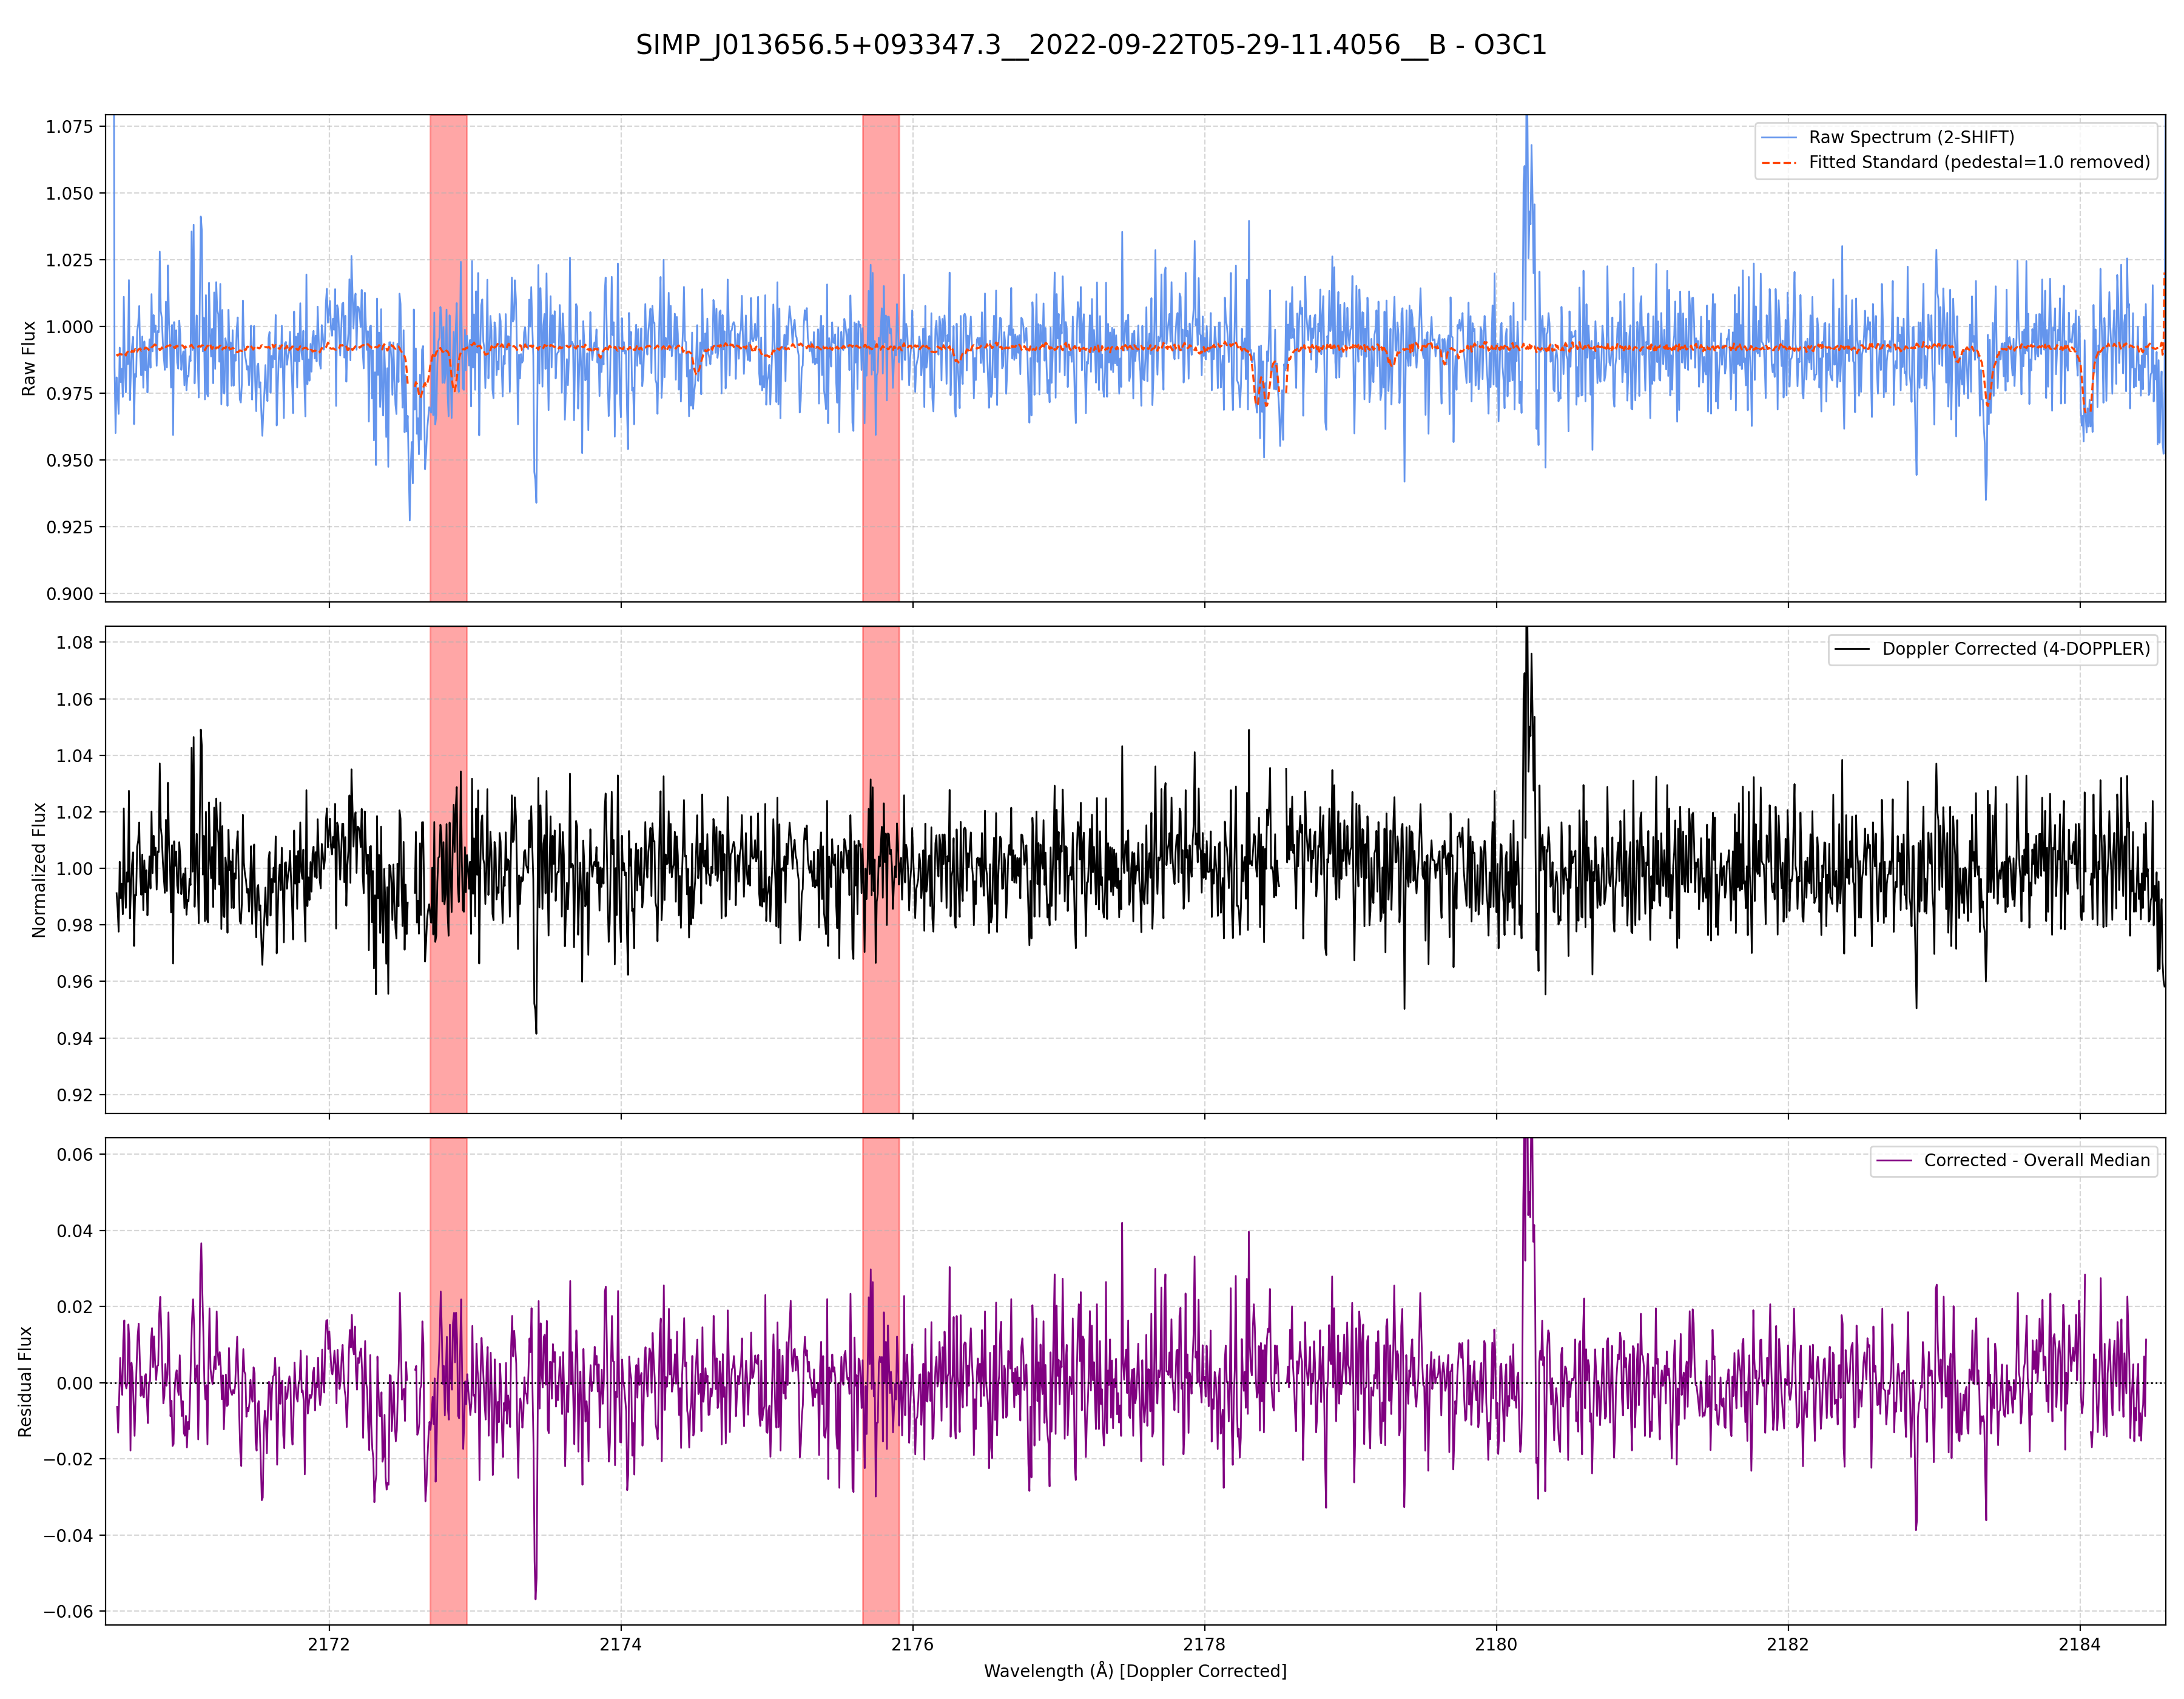 SIMP_J013656.5+093347.3__2022-09-22T05-29-11.4056__B - O3C1
Raw Flux
1.075
1.050
1.025
1.000
0.975
0.950
0.925
0.900
Raw Spectrum (2-SHIFT)
Fitted Standard (pedestal=1.0 removed)
Normalized Flux
1.08
1.06
1.04
1.02
1.00
0.98
0.96
0.94
0.92
Doppler Corrected (4-DOPPLER)
Residual Flux
0.06
0.04
0.02
0.00
−0.02
−0.04
−0.06
Corrected - Overall Median
2172 2174 2176 2178 2180 2182 2184
Wavelength (Å) [Doppler Corrected]